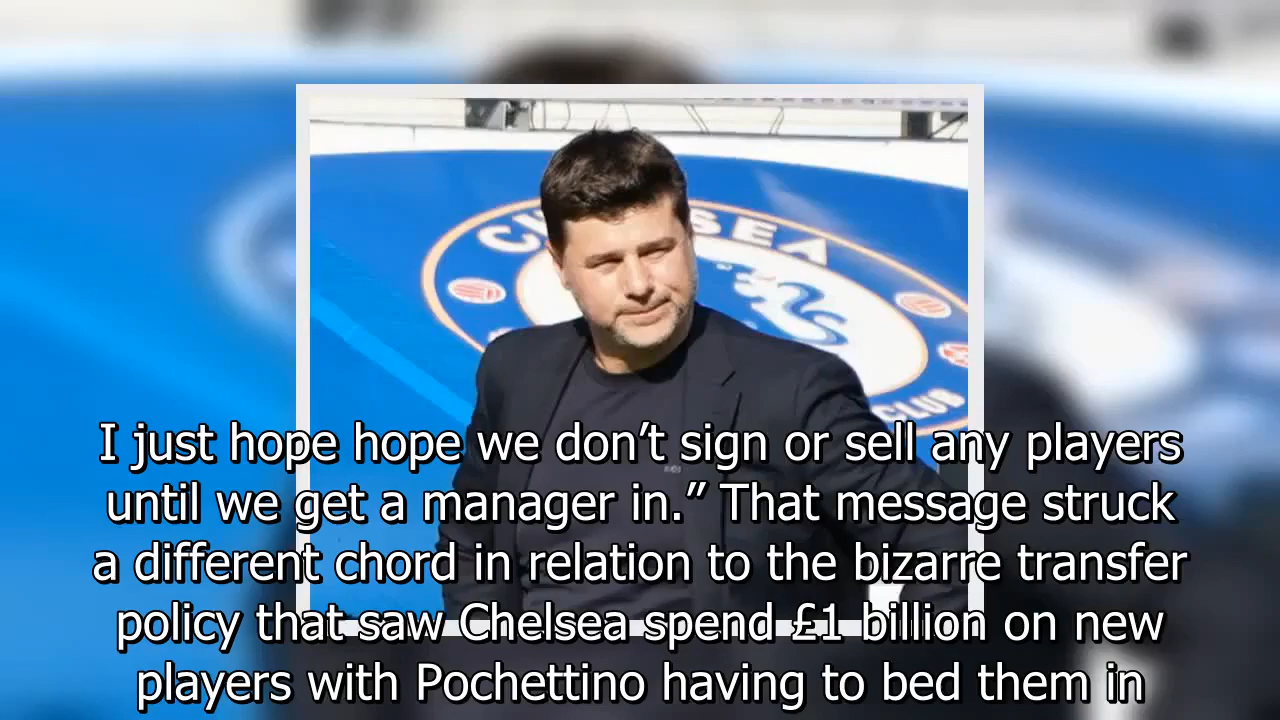 CHELSEA
CLUB
I just hope hope we don’t sign or sell any players
until we get a manager in.” That message struck
a different chord in relation to the bizarre transfer
policy that saw Chelsea spend £1 billion on new
players with Pochettino having to bed them in